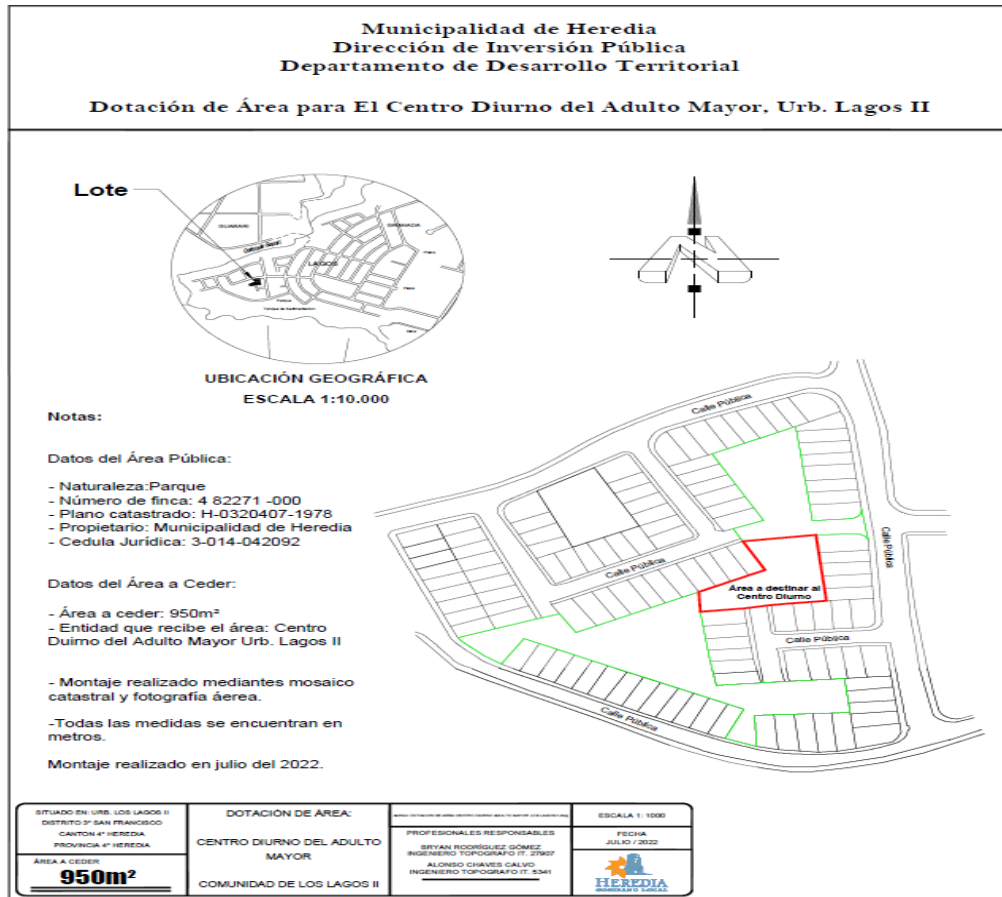 Municipalidad de Heredia
Dirección de Inversión Pública
Departamento de Desarrollo Territorial
Dotación de Área para El Centro Diurno del Adulto Mayor, Urb. Lagos II
Lote
GUARARI
GRANADA
LAGOS
Parque
UBICACIÓN GEOGRÁFICA
ESCALA 1:10.000
Notas:
Datos del Área Pública:
- Naturaleza:Parque
- Número de finca: 4 82271 -000
- Plano catastrado: H-0320407-1978
- Propietario: Municipalidad de Heredia
- Cedula Jurídica: 3-014-042092
Datos del Área a Ceder:
- Área a ceder: 950m²
- Entidad que recibe el área: Centro
Duirno del Adulto Mayor Urb. Lagos II
- Montaje realizado mediantes mosaico
catastral y fotografía áerea.
-Todas las medidas se encuentran en
metros.
Montaje realizado en julio del 2022.
Calle Pública
Calle Pública
Calle Pública
Área a destinar al
Centro Diurno
Calle Pública
Calle Pública
SITUADO EN: URB. LOS LAGOS II
DISTRITO 3° SAN FRANCISCO
CANTON 4° HEREDIA
PROVINCIA 4° HEREDIA
ÁREA A CEDER
950m²
DOTACIÓN DE ÁREA:
CENTRO DIURNO DEL ADULTO
MAYOR
COMUNIDAD DE LOS LAGOS II
PROFESIONALES RESPONSABLES
BRYAN RODRÍGUEZ GÓMEZ
INGENIERO TOPOGRAFO IT. 27907
ALONSO CHAVES CALVO
INGENIERO TOPOGRAFO IT. 5341
ESCALA 1: 1000
FECHA
JULIO / 2022
HEREDIA
GOBIERNO LOCAL